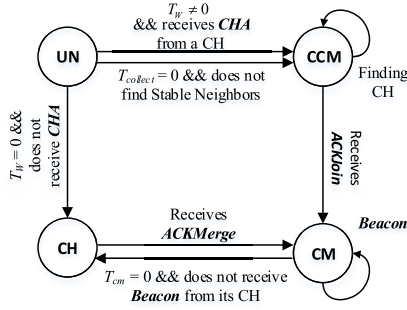 T_W ≠ 0
&& receives CHA
from a CH
UN
CCM
T_collect = 0 && does not
find Stable Neighbors
Finding
CH
T_W = 0 &&
does not
receive CHA
Receives
ACKJoin
Receives
ACKMerge
Beacon
CH
CM
T_cm = 0 && does not receive
Beacon from its CH